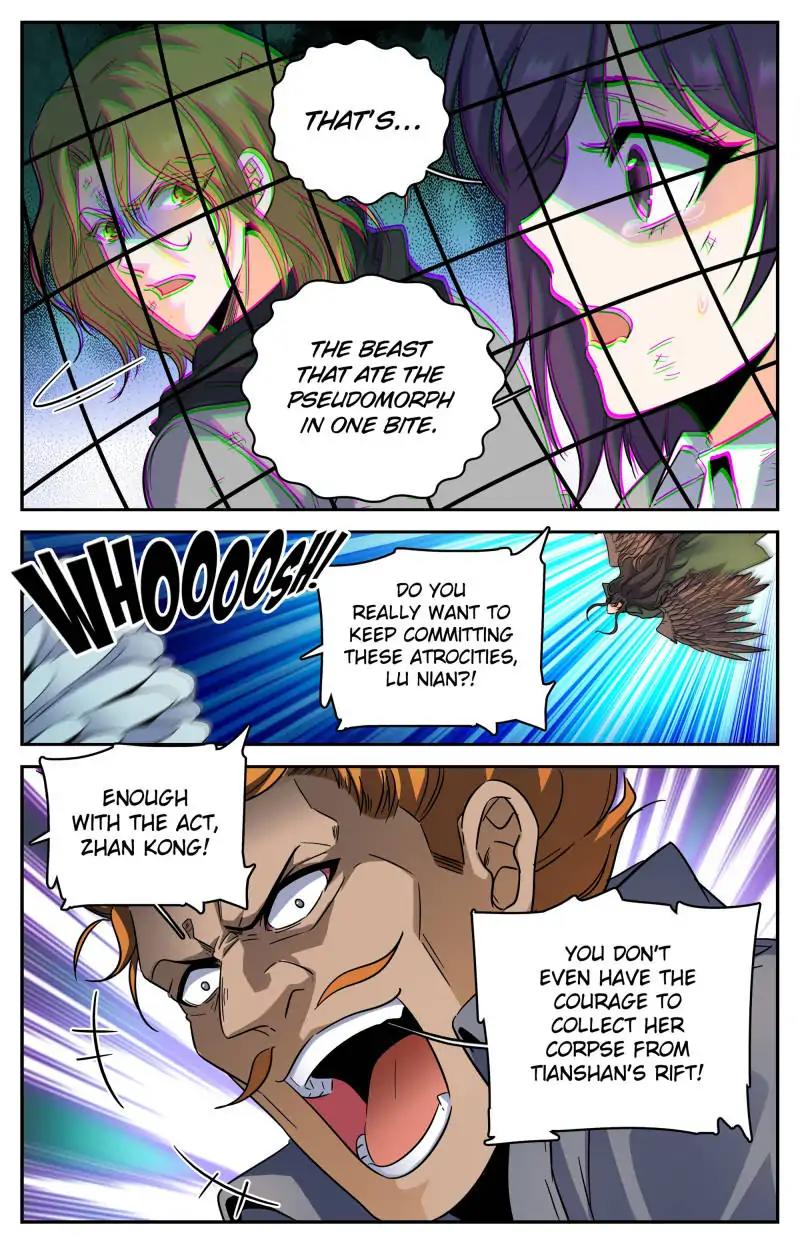 THAT'S...
THE BEAST
THAT ATE THE
PSEUDOMORPH
IN ONE BITE.
WHOOOOSH!
DO YOU
REALLY WANT TO
KEEP COMMITTING
THESE ATROCITIES,
LU NIAN?!
ENOUGH
WITH THE ACT,
ZHAN KONG!
YOU DON'T
EVEN HAVE THE
COURAGE TO
COLLECT HER
CORPSE FROM
TIANSHAN'S RIFT!